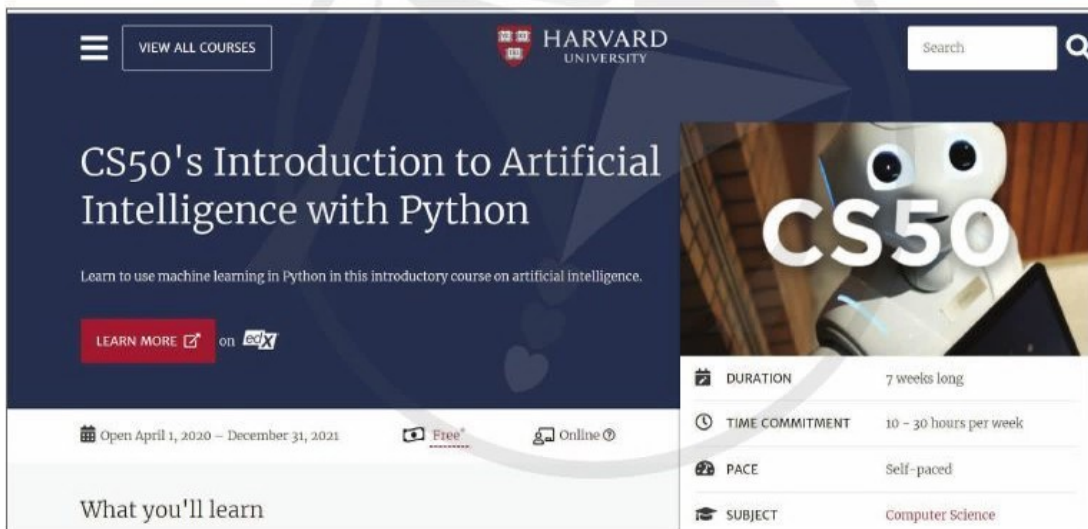 VIEW ALL COURSES
HARVARD
UNIVERSITY
Search
CS50's Introduction to Artificial
Intelligence with Python
Learn to use machine learning in Python in this introductory course on artificial intelligence.
LEARN MORE on edX
CS50
DURATION 7 weeks long
TIME COMMITMENT 10 - 30 hours per week
PACE Self-paced
SUBJECT Computer Science
Open April 1, 2020 – December 31, 2021 Free* Online
What you'll learn